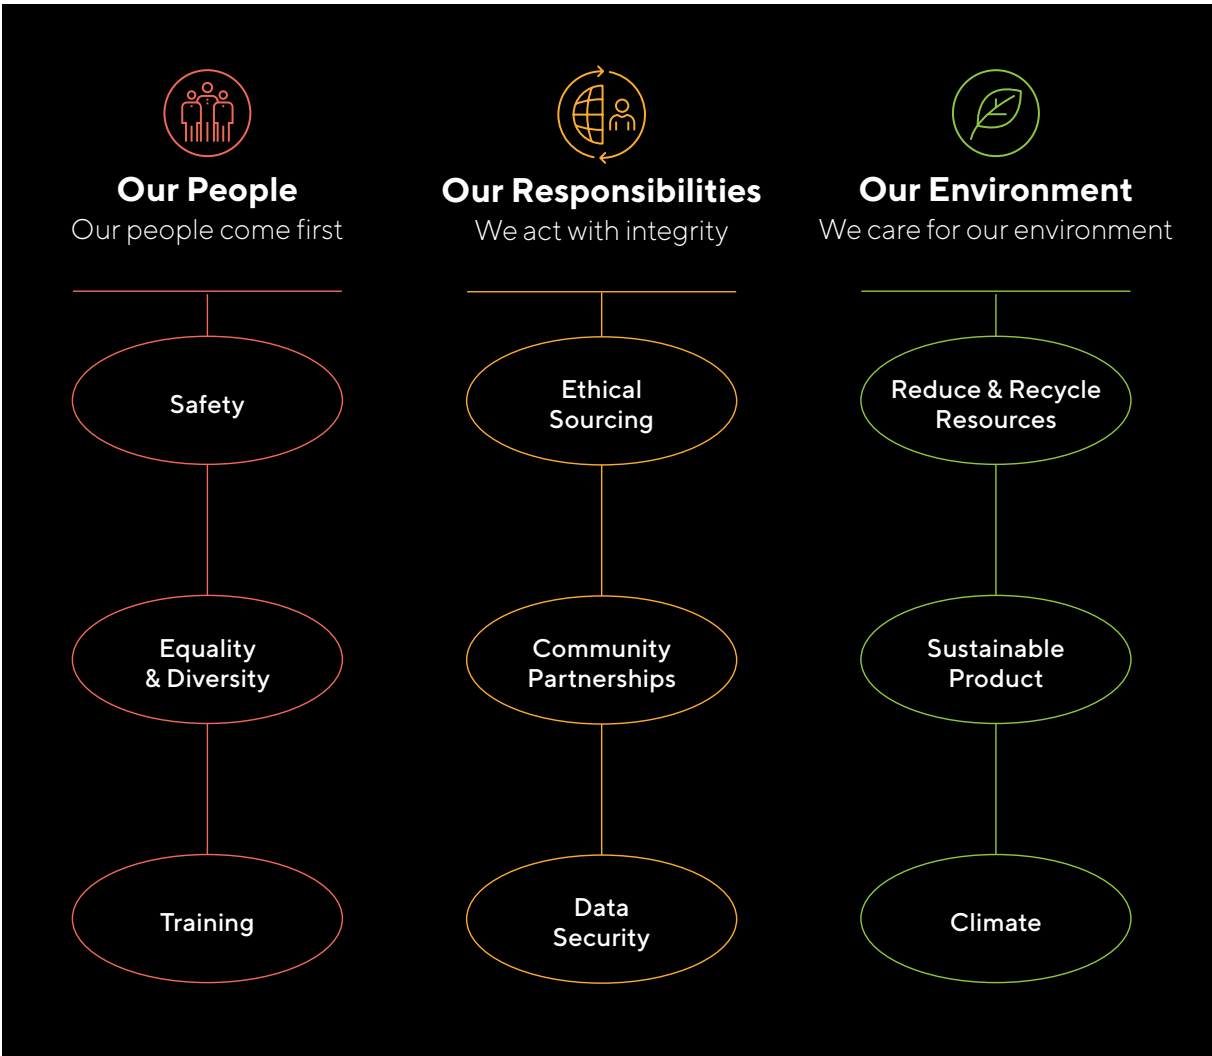 Our People
Our people come first
Safety
Equality
& Diversity
Training
Our Responsibilities
We act with integrity
Ethical
Sourcing
Community
Partnerships
Data
Security
Our Environment
We care for our environment
Reduce & Recycle
Resources
Sustainable
Product
Climate